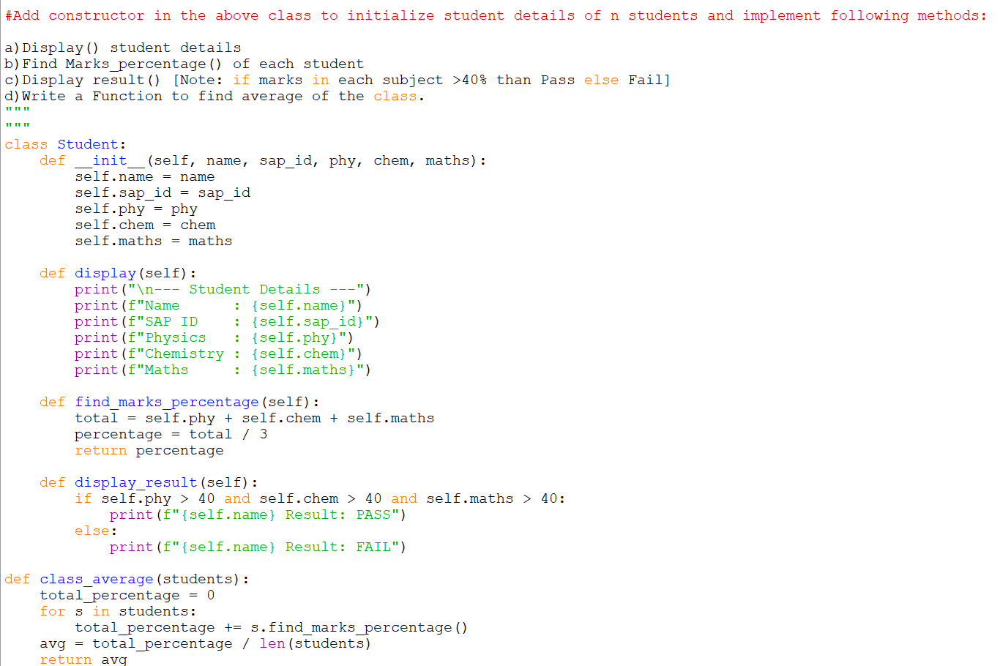 #Add constructor in the above class to initialize student details of n students and implement following methods:

a)Display() student details
b)Find Marks_percentage() of each student
c)Display result() [Note: if marks in each subject >40% than Pass else Fail]
d)Write a Function to find average of the class.
"""
"""
class Student:
    def __init__(self, name, sap_id, phy, chem, maths):
        self.name = name
        self.sap_id = sap_id
        self.phy = phy
        self.chem = chem
        self.maths = maths

    def display(self):
        print("\n--- Student Details ---")
        print(f"Name      : {self.name}")
        print(f"SAP ID    : {self.sap_id}")
        print(f"Physics   : {self.phy}")
        print(f"Chemistry : {self.chem}")
        print(f"Maths     : {self.maths}")

    def find_marks_percentage(self):
        total = self.phy + self.chem + self.maths
        percentage = total / 3
        return percentage

    def display_result(self):
        if self.phy > 40 and self.chem > 40 and self.maths > 40:
            print(f"{self.name} Result: PASS")
        else:
            print(f"{self.name} Result: FAIL")

def class_average(students):
    total_percentage = 0
    for s in students:
        total_percentage += s.find_marks_percentage()
    avg = total_percentage / len(students)
    return avg